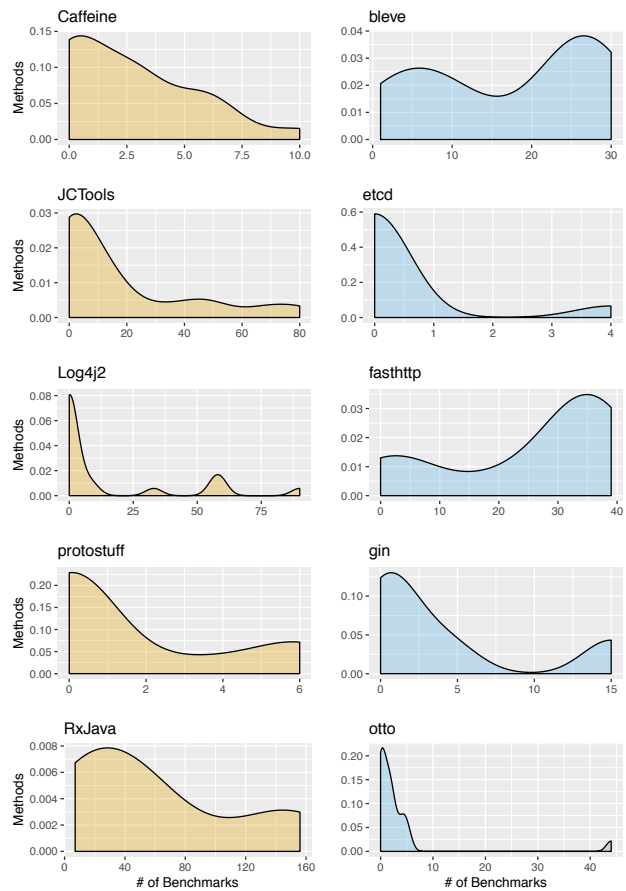 Caffeine
Methods
0.15
0.10
0.05
0.00
0.0 2.5 5.0 7.5 10.0
bleve
0.04
0.03
0.02
0.01
0.00
0 10 20 30
JCTools
Methods
0.03
0.02
0.01
0.00
0 20 40 60 80
etcd
0.6
0.4
0.2
0.0
0 1 2 3 4
Log4j2
Methods
0.08
0.06
0.04
0.02
0.00
0 25 50 75
fasthttp
0.03
0.02
0.01
0.00
0 10 20 30 40
protostuff
Methods
0.20
0.15
0.10
0.05
0.00
0 2 4 6
gin
0.10
0.05
0.00
0 5 10 15
RxJava
Methods
0.008
0.006
0.004
0.002
0.000
0 40 80 120 160
# of Benchmarks
otto
0.20
0.15
0.10
0.05
0.00
0 10 20 30 40
# of Benchmarks